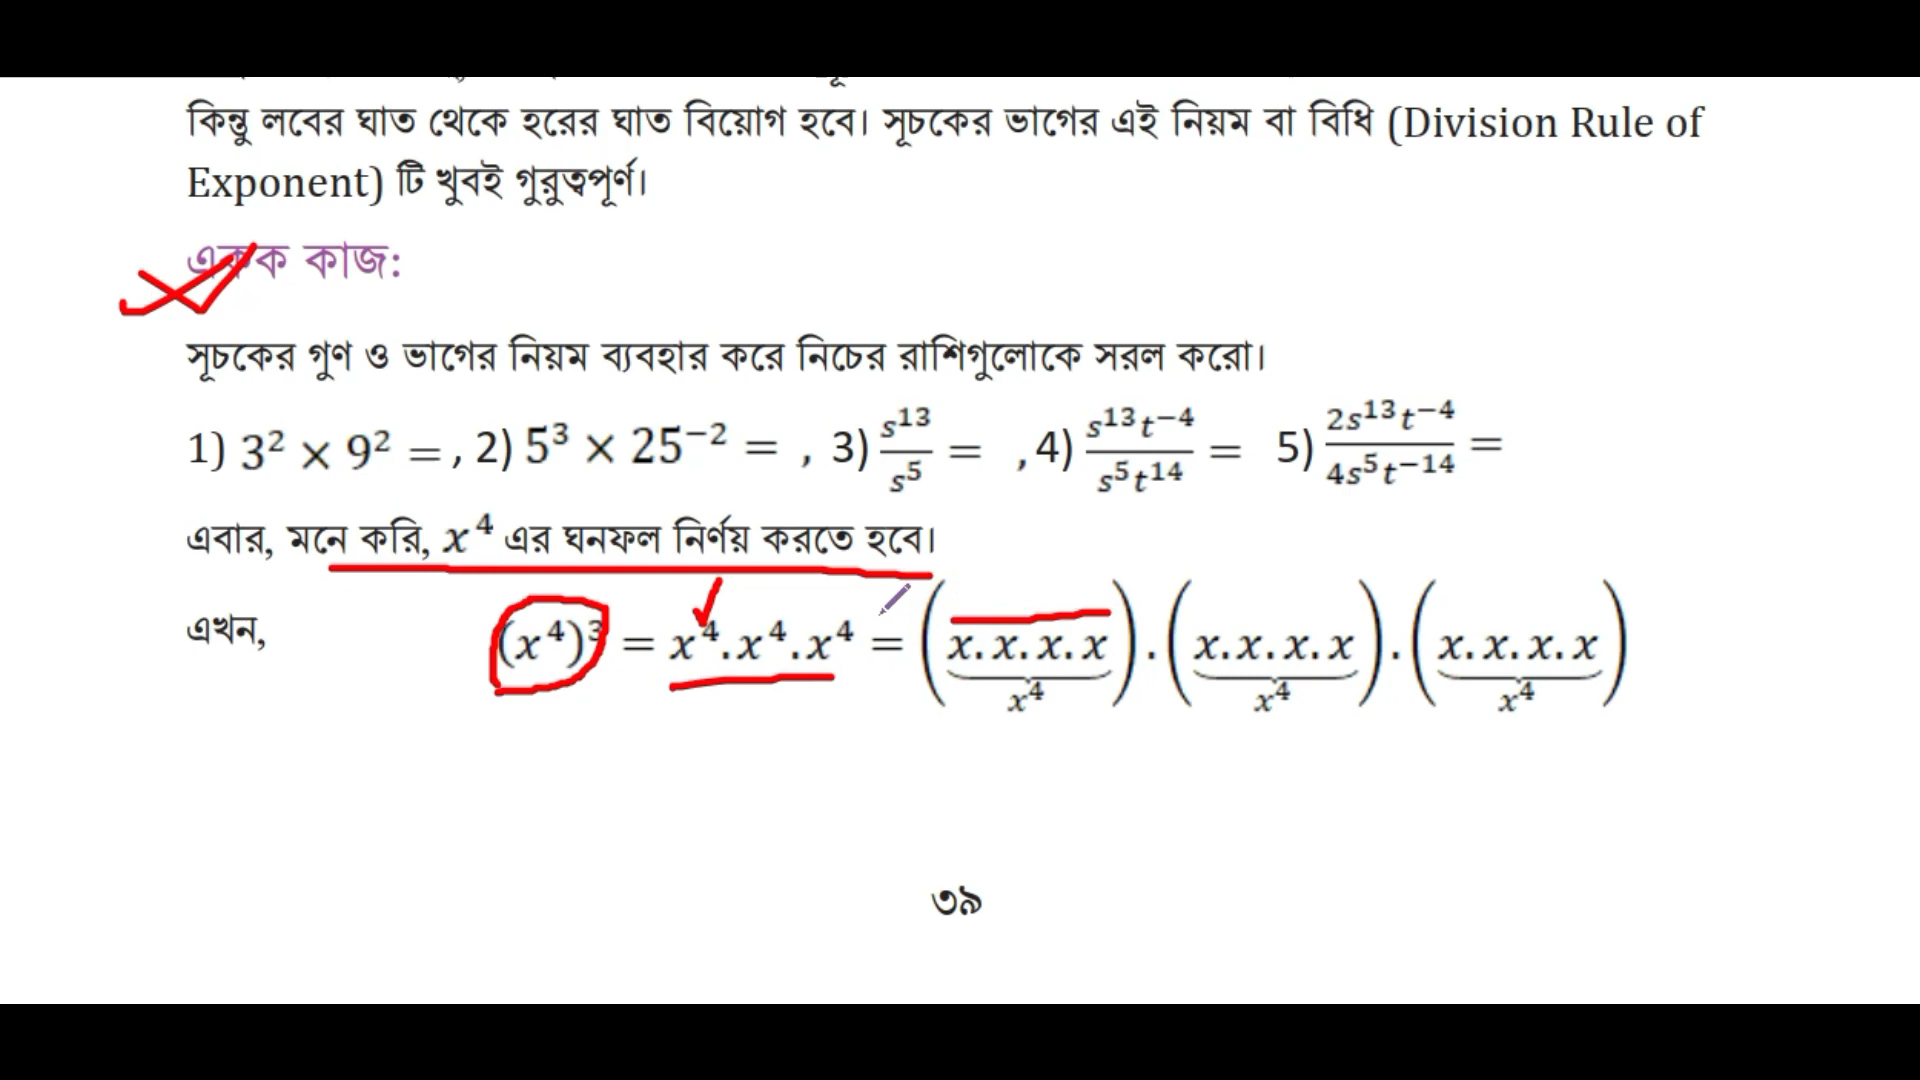 কিন্তু লবের ঘাত থেকে হরের ঘাত বিয়োগ হবে। সূচকের ভাগের এই নিয়ম বা বিধি (Division Rule of
Exponent) টি খুবই গুরুত্বপূর্ণ।
একক কাজ:
সূচকের গুণ ও ভাগের নিয়ম ব্যবহার করে নিচের রাশিগুলোকে সরল করো।
1) 3² × 9² = , 2) 5³ × 25⁻² = , 3) s¹³/s⁵ = , 4) s¹³t⁻⁴/s⁵t¹⁴ = 5) 2s¹³t⁻⁴/4s⁵t⁻¹⁴ =
এবার, মনে করি, x⁴ এর ঘনফল নির্ণয় করতে হবে।
এখন, (x⁴)³ = x⁴.x⁴.x⁴ = (x.x.x.x).(x.x.x.x).(x.x.x.x)
x⁴ x⁴ x⁴
৩৯